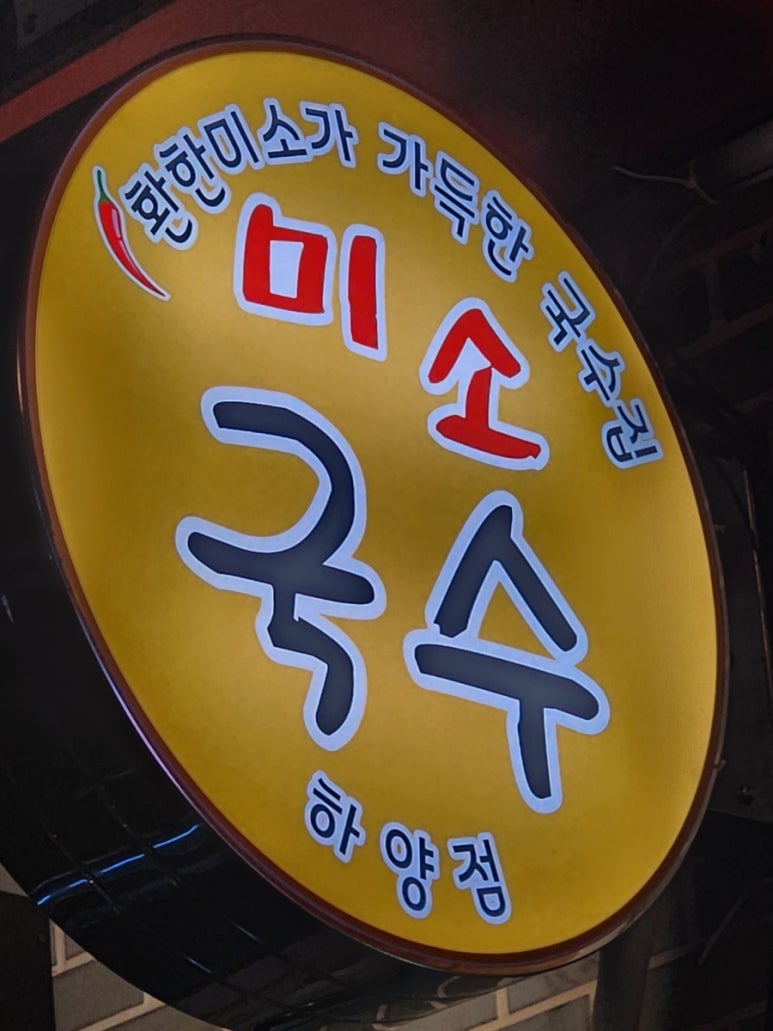 환한미소가 가득한 국수집
미소
국수
하양점